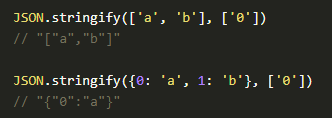 JSON.stringify(['a', 'b'], ['0'])
// "["a","b"]"
JSON.stringify({0: 'a', 1: 'b'}, ['0'])
// "{"0":"a"}"